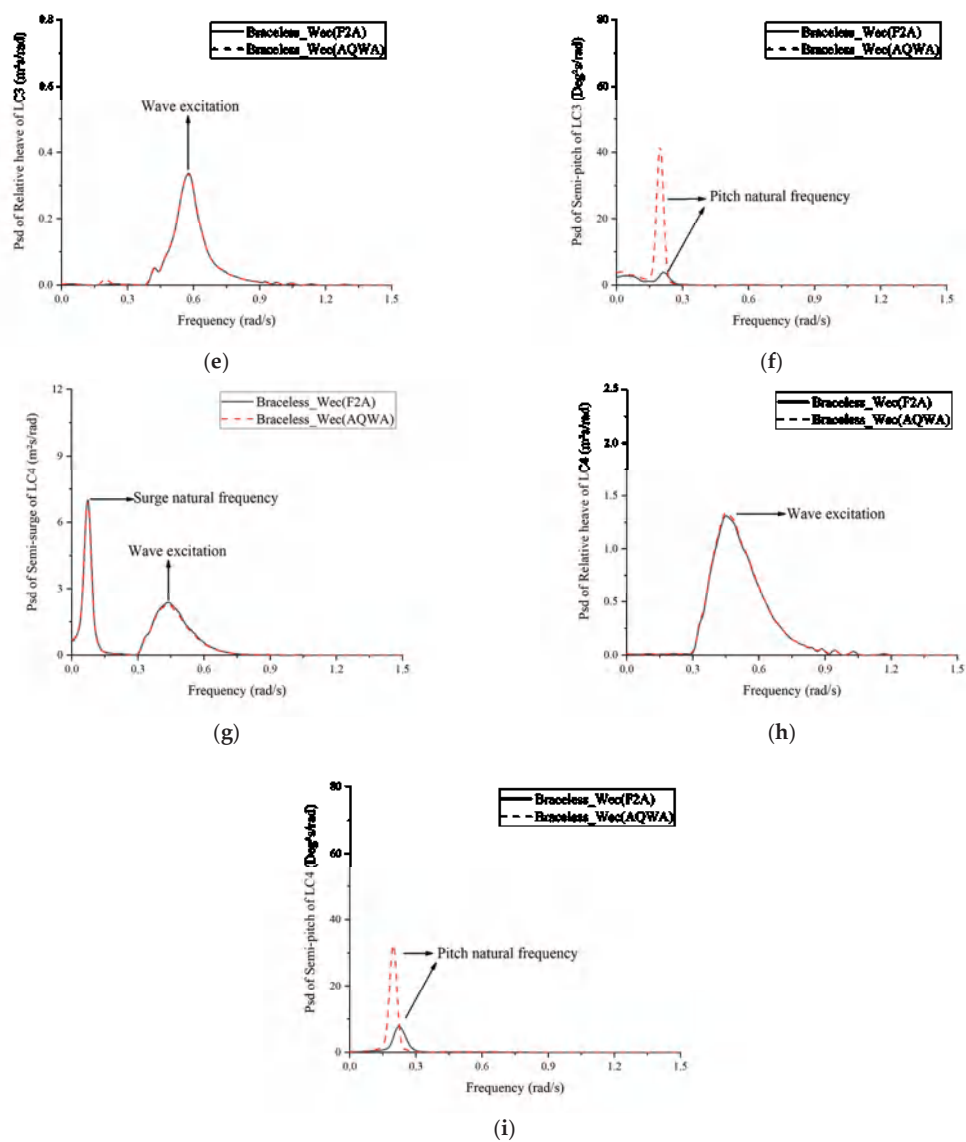 Braceless_Wec(F2A)
Braceless_Wec(AQWA)
Psd of Relative heave of LC3 (m²s/rad)
0.8
0.6
0.4
0.2
0
Wave excitation
0.0 0.3 0.6 0.9 1.2 1.5
Frequency (rad/s)
(e)
Braceless_Wec(F2A)
Braceless_Wec(AQWA)
Psd of Semi-pitch of LC3 (Deg²s/rad)
80
60
40
20
0
Pitch natural frequency
0.0 0.3 0.6 0.9 1.2 1.5
Frequency (rad/s)
(f)
Braceless_Wec(F2A)
Braceless_Wec(AQWA)
Psd of Semi-surge of LC4 (m²s/rad)
12
9
6
3
0
Surge natural frequency
Wave excitation
0.0 0.3 0.6 0.9 1.2 1.5
Frequency (rad/s)
(g)
Braceless_Wec(F2A)
Braceless_Wec(AQWA)
Psd of Relative heave of LC4 (m²s/rad)
2.5
2.0
1.5
1.0
0.5
0
Wave excitation
0.0 0.3 0.6 0.9 1.2 1.5
Frequency (rad/s)
(h)
Braceless_Wec(F2A)
Braceless_Wec(AQWA)
Psd of Semi-pitch of LC4 (Deg²s/rad)
80
60
40
20
0
Pitch natural frequency
0.0 0.3 0.6 0.9 1.2 1.5
Frequency (rad/s)
(i)